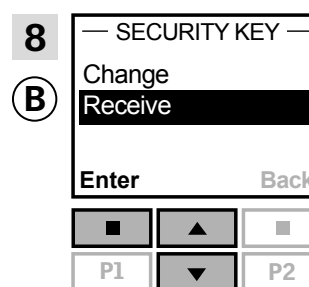 8
— SECURITY KEY —
B
Change
Receive
Enter Back
P1 P2